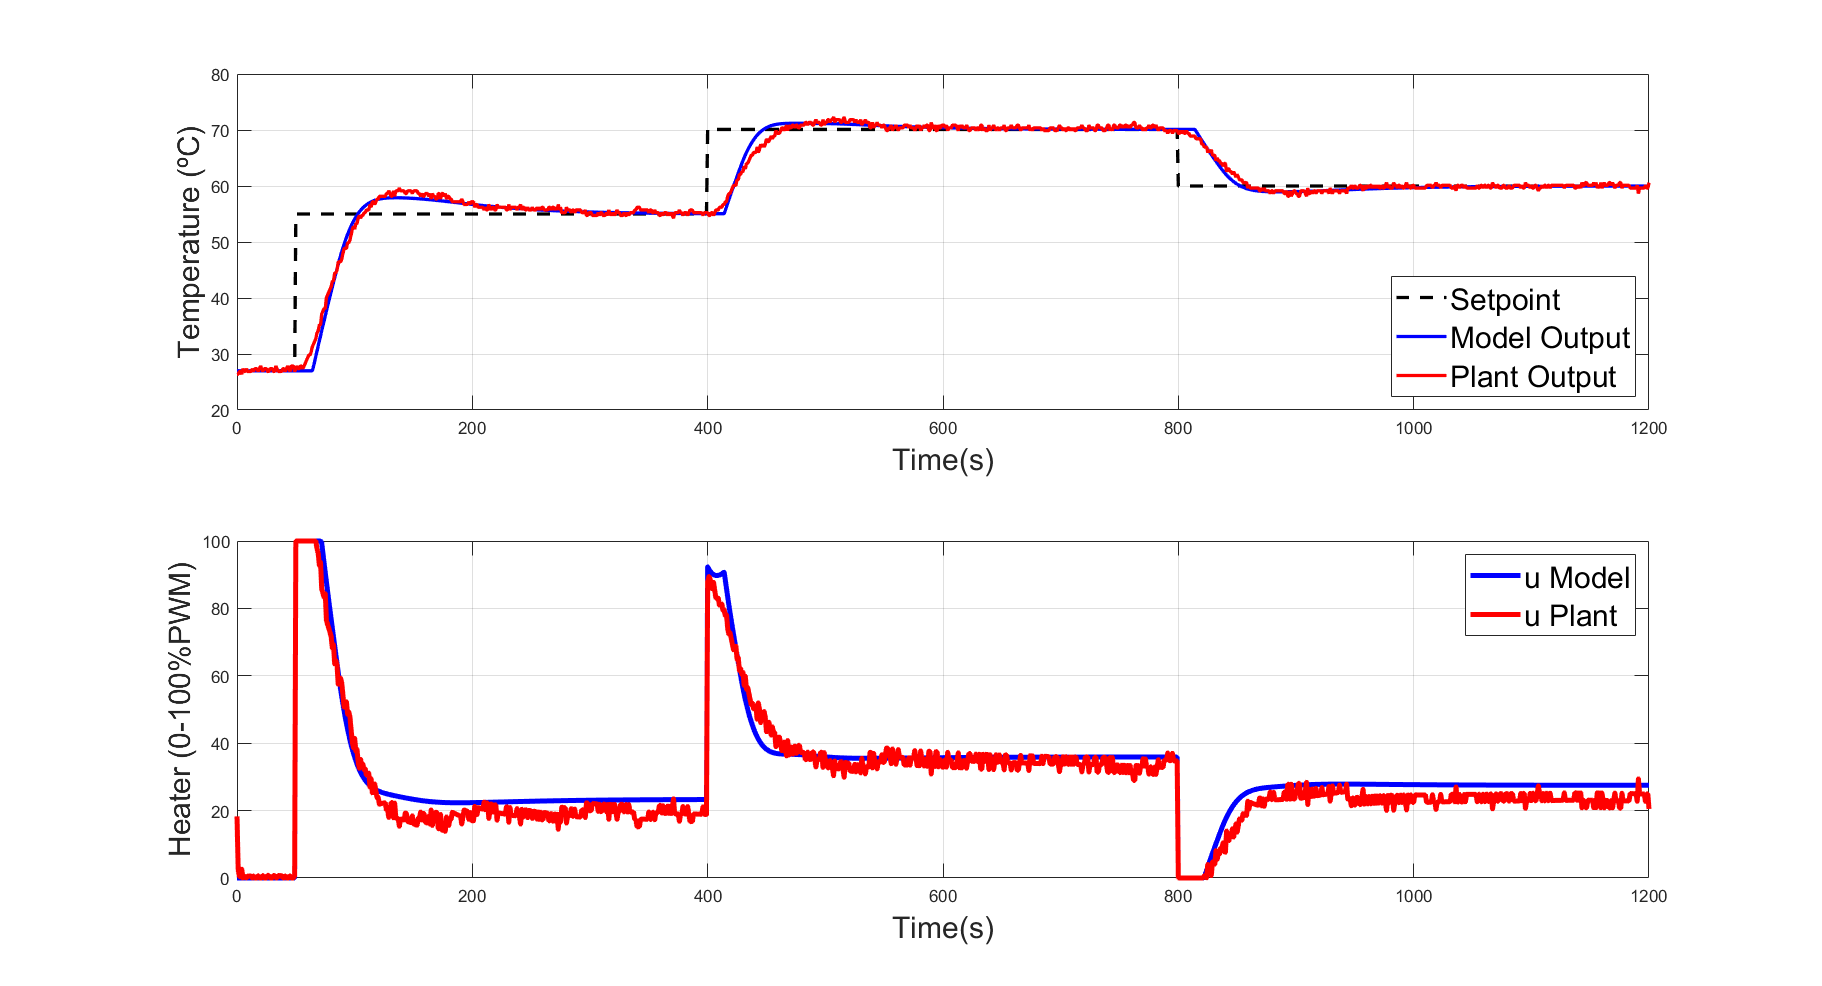 80
70
60
50
40
30
20
Temperature (ºC)
0 200 400 600 800 1000 1200
Time(s)
Setpoint
Model Output
Plant Output
100
80
60
40
20
0
Heater (0-100%PWM)
0 200 400 600 800 1000 1200
Time(s)
u Model
u Plant